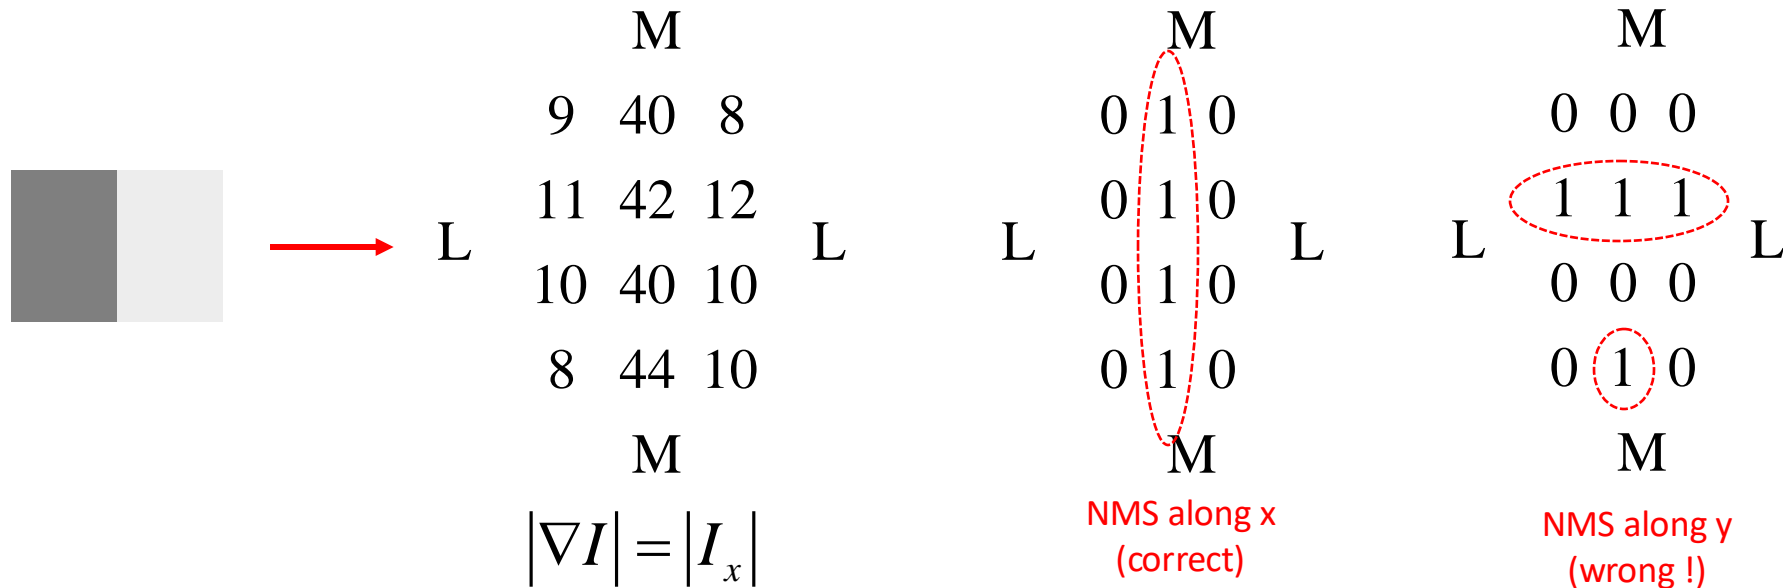 M
9 40 8
11 42 12
L L
10 40 10
8 44 10
M
|∇I| = |I_x|
M
0 1 0
0 1 0
L L
0 1 0
0 1 0
M
NMS along x
(correct)
M
0 0 0
1 1 1
L L
0 0 0
0 1 0
M
NMS along y
(wrong !)